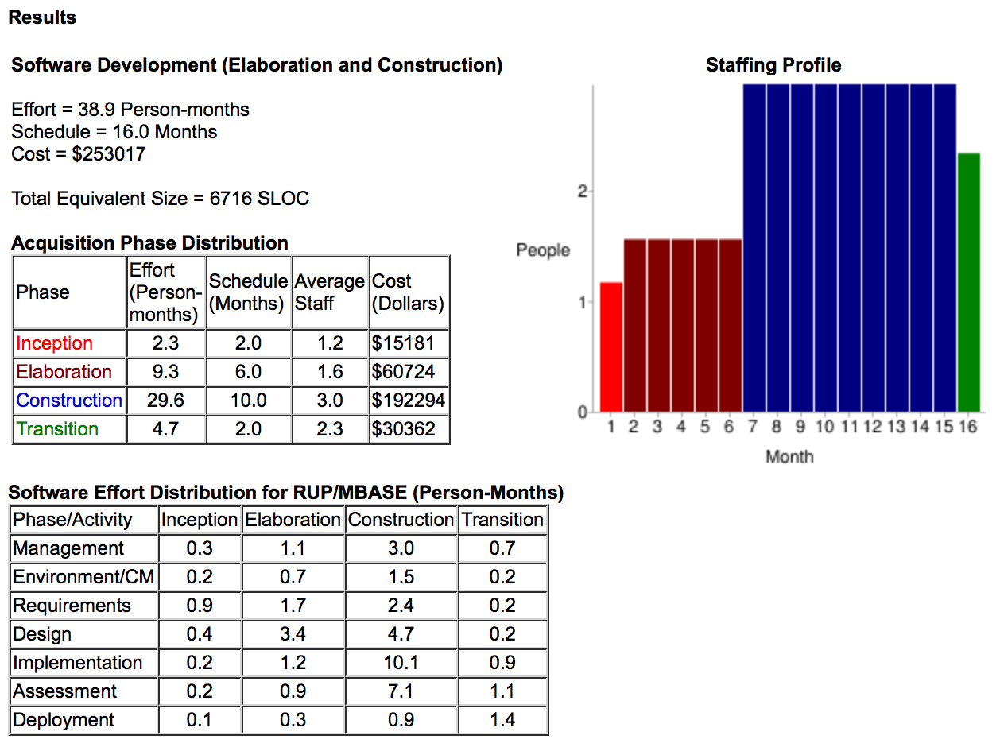 Results
Software Development (Elaboration and Construction)
Effort = 38.9 Person-months
Schedule = 16.0 Months
Cost = $253017
Total Equivalent Size = 6716 SLOC
Acquisition Phase Distribution
Phase Effort (Person-months) Schedule (Months) Average Staff Cost (Dollars)
Inception 2.3 2.0 1.2 $15181
Elaboration 9.3 6.0 1.6 $60724
Construction 29.6 10.0 3.0 $192294
Transition 4.7 2.0 2.3 $30362
Staffing Profile
2
People
1
0
1 2 3 4 5 6 7 8 9 10 11 12 13 14 15 16
Month
Software Effort Distribution for RUP/MBASE (Person-Months)
Phase/Activity Inception Elaboration Construction Transition
Management 0.3 1.1 3.0 0.7
Environment/CM 0.2 0.7 1.5 0.2
Requirements 0.9 1.7 2.4 0.2
Design 0.4 3.4 4.7 0.2
Implementation 0.2 1.2 10.1 0.9
Assessment 0.2 0.9 7.1 1.1
Deployment 0.1 0.3 0.9 1.4